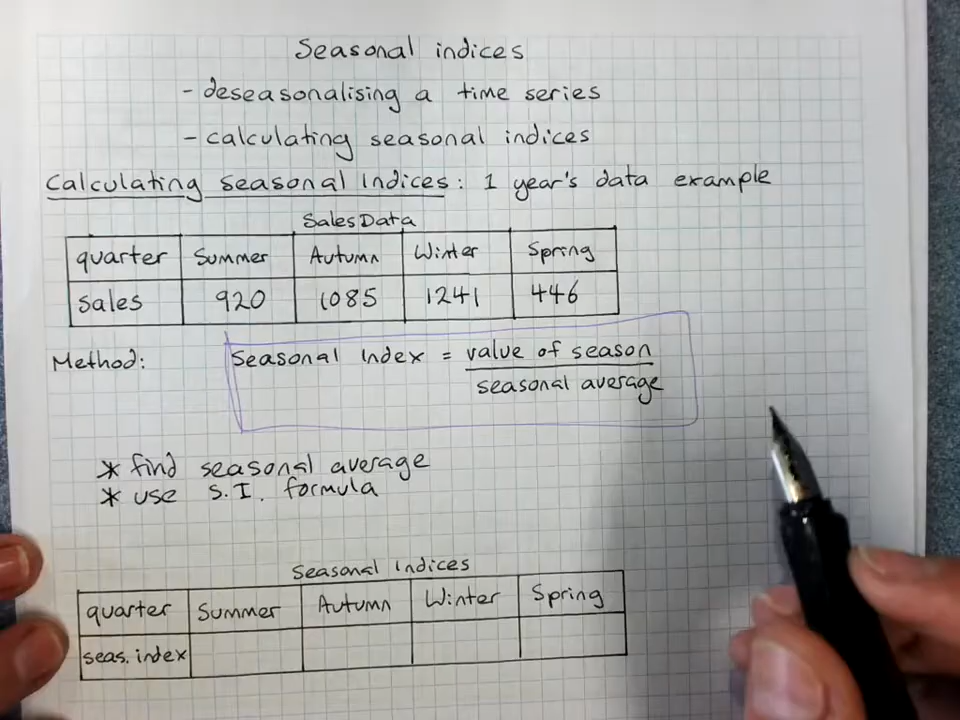 Seasonal indices
- deseasonalising a time series
- calculating seasonal indices
Calculating seasonal indices: 1 year's data example
Sales Data
quarter Summer Autumn Winter Spring
sales 920 1085 1241 446
Method: Seasonal index = value of season
seasonal average
* find seasonal average
* use S.I. formula
Seasonal Indices
quarter Summer Autumn Winter Spring
seas. index